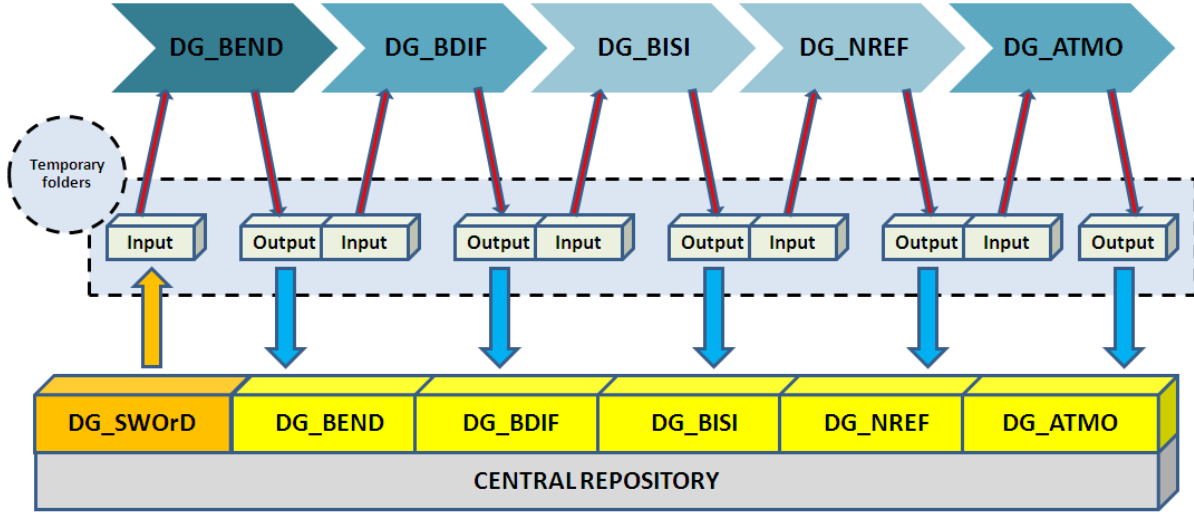 DG_BEND DG_BDIF DG_BISI DG_NREF DG_ATMO
Temporary
folders
Input Output Input Output Input Output Input Output Input Output
DG_SWOrD DG_BEND DG_BDIF DG_BISI DG_NREF DG_ATMO
CENTRAL REPOSITORY